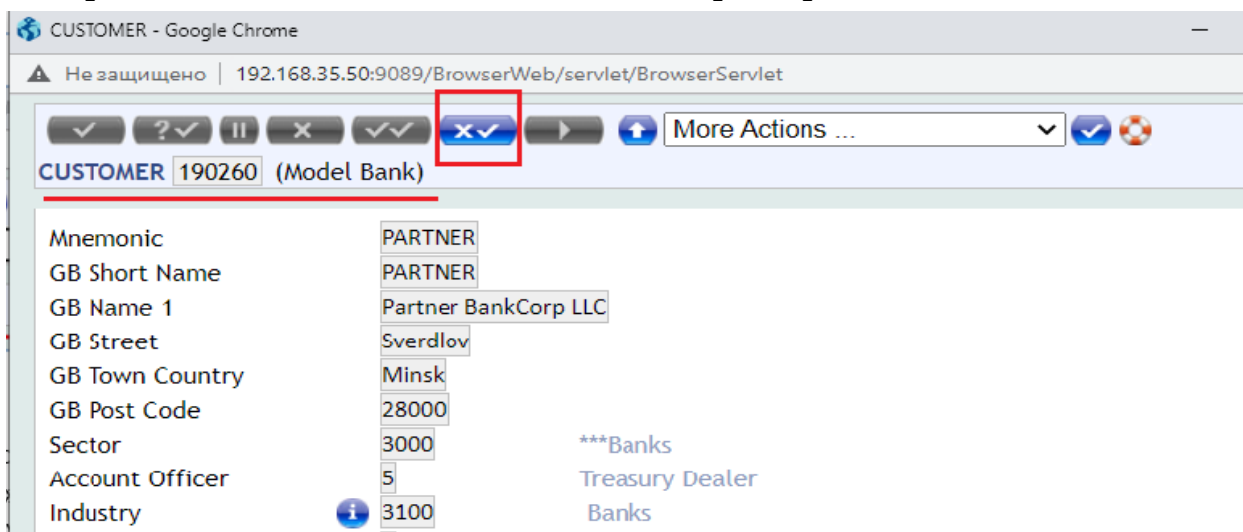 CUSTOMER - Google Chrome
Не защищено | 192.168.35.50:9089/BrowserWeb/servlet/BrowserServlet
More Actions ...
CUSTOMER 190260 (Model Bank)
Mnemonic PARTNER
GB Short Name PARTNER
GB Name 1 Partner BankCorp LLC
GB Street Sverdlov
GB Town Country Minsk
GB Post Code 28000
Sector 3000 ***Banks
Account Officer 5 Treasury Dealer
Industry 3100 Banks